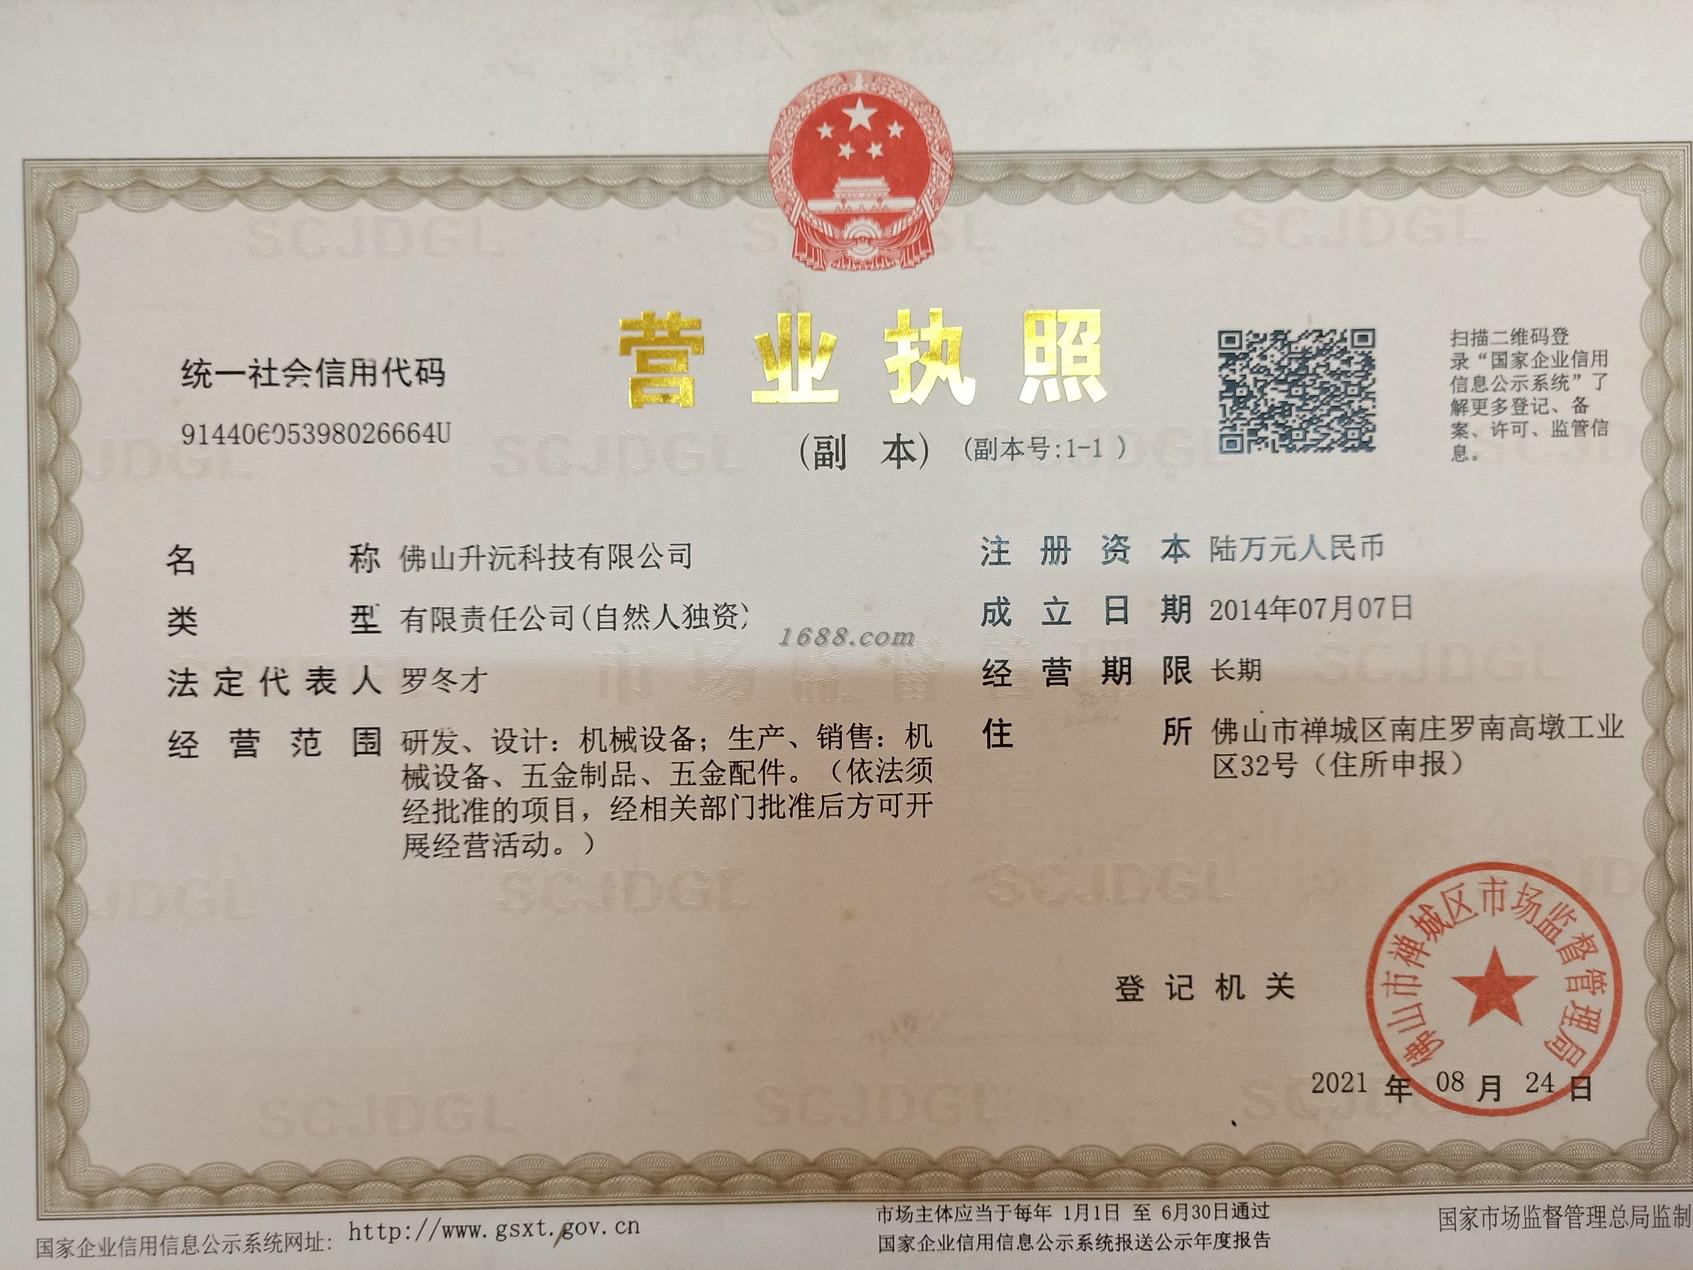 营业执照
(副 本) (副本号:1-1 )
统一社会信用代码
91440605398026664U
扫描二维码登
录“国家企业信用
信息公示系统”了
解更多登记、备
案、许可、监管信
息。
名 称 佛山升沅科技有限公司
类 型 有限责任公司(自然人独资)
法定代表人 罗冬才
经营范围 研发、设计：机械设备；生产、销售：机
械设备、五金制品、五金配件。（依法须
经批准的项目，经相关部门批准后方可开
展经营活动。）
注册资本 陆万元人民币
成立日期 2014年07月07日
经营期限 长期
住 所 佛山市禅城区南庄罗南高墩工业
区32号（住所申报）
1688.com
登记机关
佛山市禅城区市场监督管理局
2021 年 08 月 24 日
国家企业信用信息公示系统网址: http://www.gsxt.gov.cn
市场主体应当于每年 1月1日 至 6月30日通过
国家企业信用信息公示系统报送公示年度报告
国家市场监督管理总局监制
SCJDGL